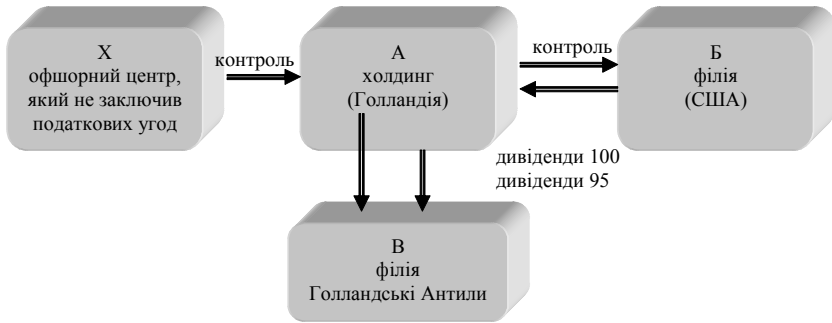 X
офшорний центр,
який не заключив
податкових угод
контроль
А
холдинг
(Голландія)
контроль
Б
філія
(США)
дивіденди 100
дивіденди 95
В
філія
Голландські Антили